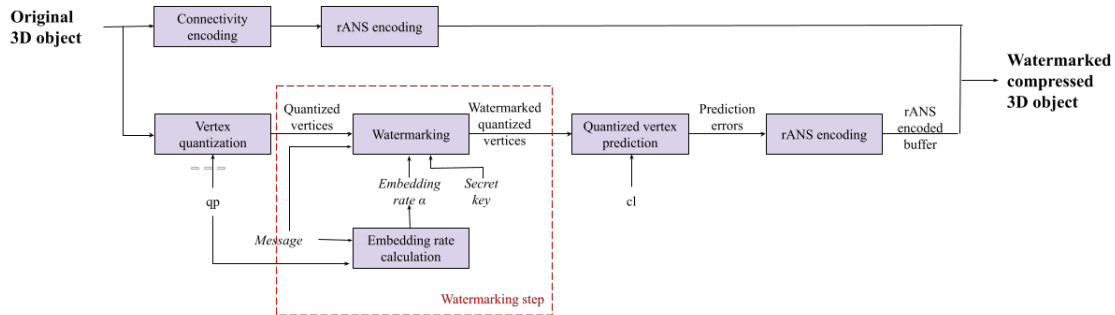 Original
3D object
Connectivity
encoding
rANS encoding
Watermarked
compressed
3D object
Vertex
quantization
Quantized
vertices
Watermarking
Watermarked
quantized
vertices
Quantized vertex
prediction
Prediction
errors
rANS encoding
rANS
encoded
buffer
Embedding
rate α
Secret
key
qp
cl
Message
Embedding rate
calculation
Watermarking step